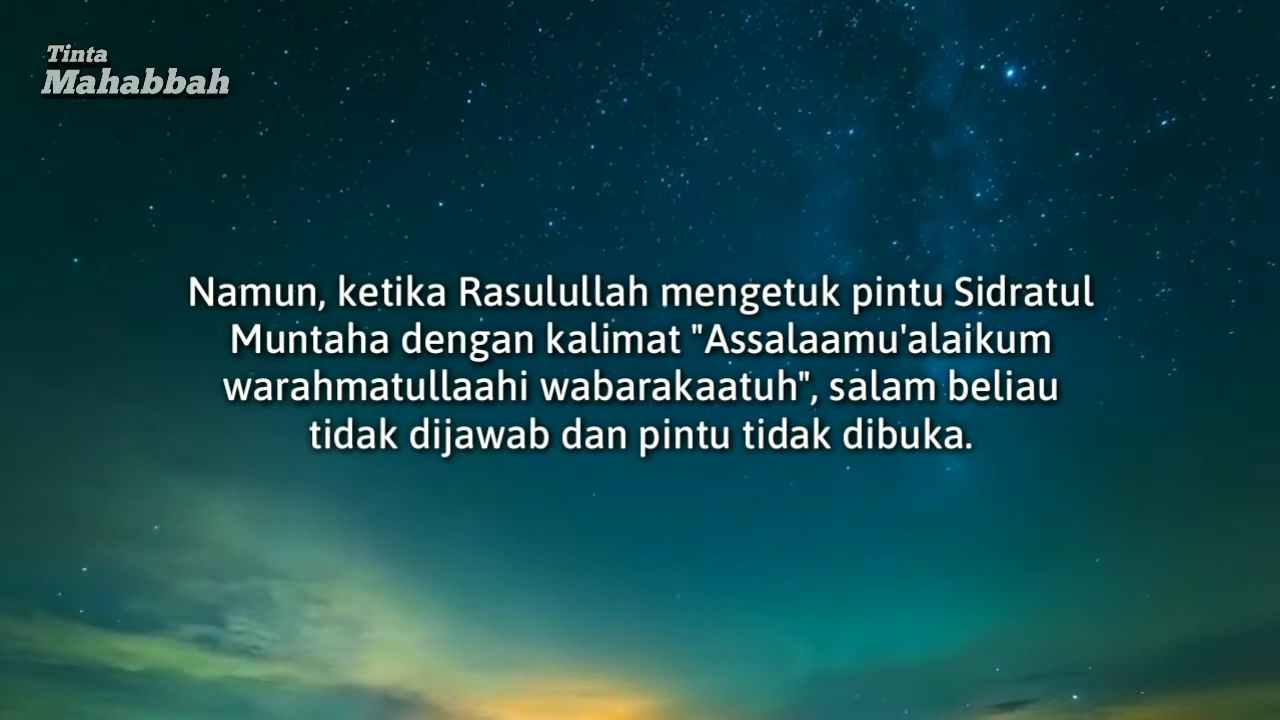 Tinta
Mahabbah
Namun, ketika Rasulullah mengetuk pintu Sidratul
Muntaha dengan kalimat "Assalaamu'alaikum
warahmatullaahi wabarakaatuh", salam beliau
tidak dijawab dan pintu tidak dibuka.